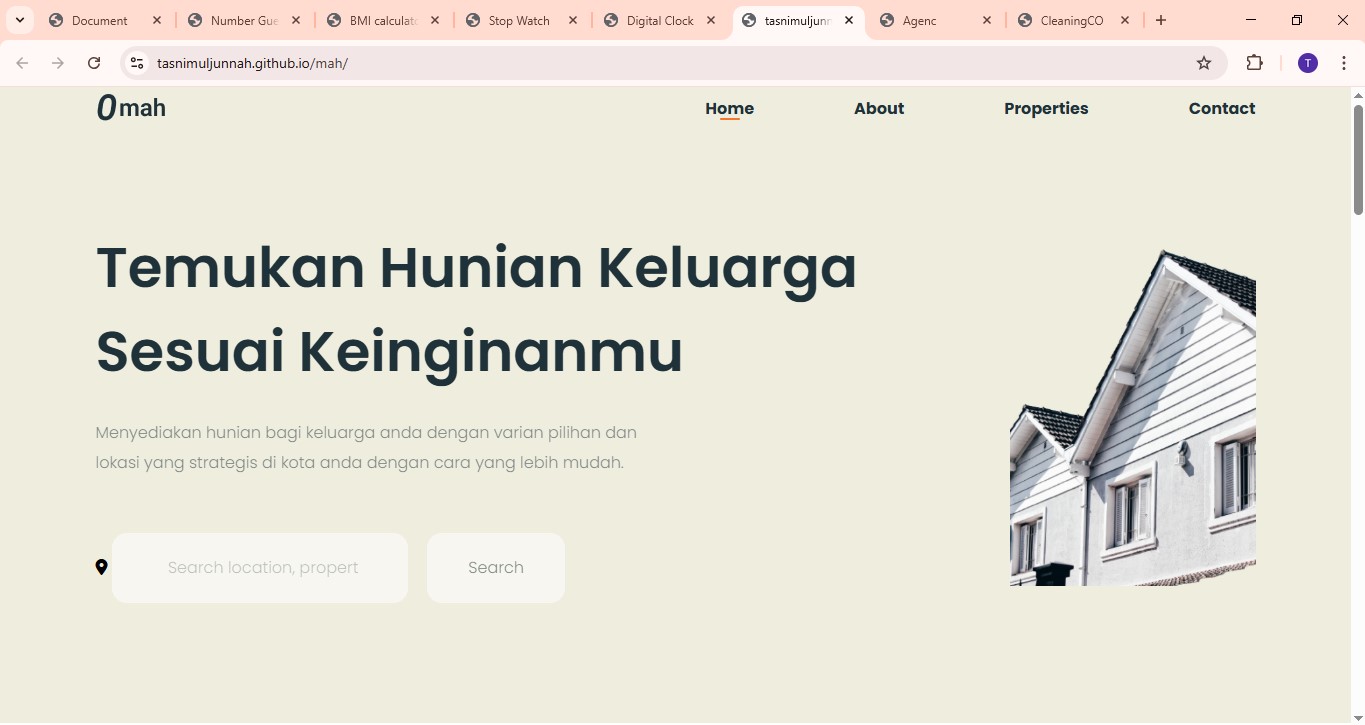 Document
Number Gue
BMI calculato
Stop Watch
Digital Clock
tasnimuljunn
Agenc
CleaningCO
tasnimuljunnah.github.io/mah/
T
0mah
Home
About
Properties
Contact
Temukan Hunian Keluarga
Sesuai Keinginanmu
Menyediakan hunian bagi keluarga anda dengan varian pilihan dan
lokasi yang strategis di kota anda dengan cara yang lebih mudah.
Search location, propert
Search